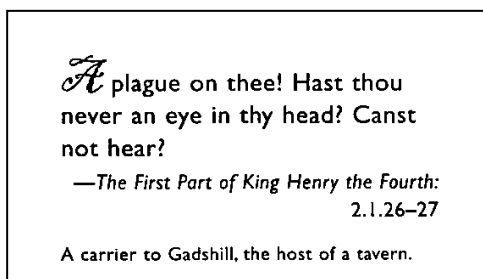 A plague on thee! Hast thou
never an eye in thy head? Canst
not hear?
—The First Part of King Henry the Fourth:
2.1.26–27
A carrier to Gadshill, the host of a tavern.